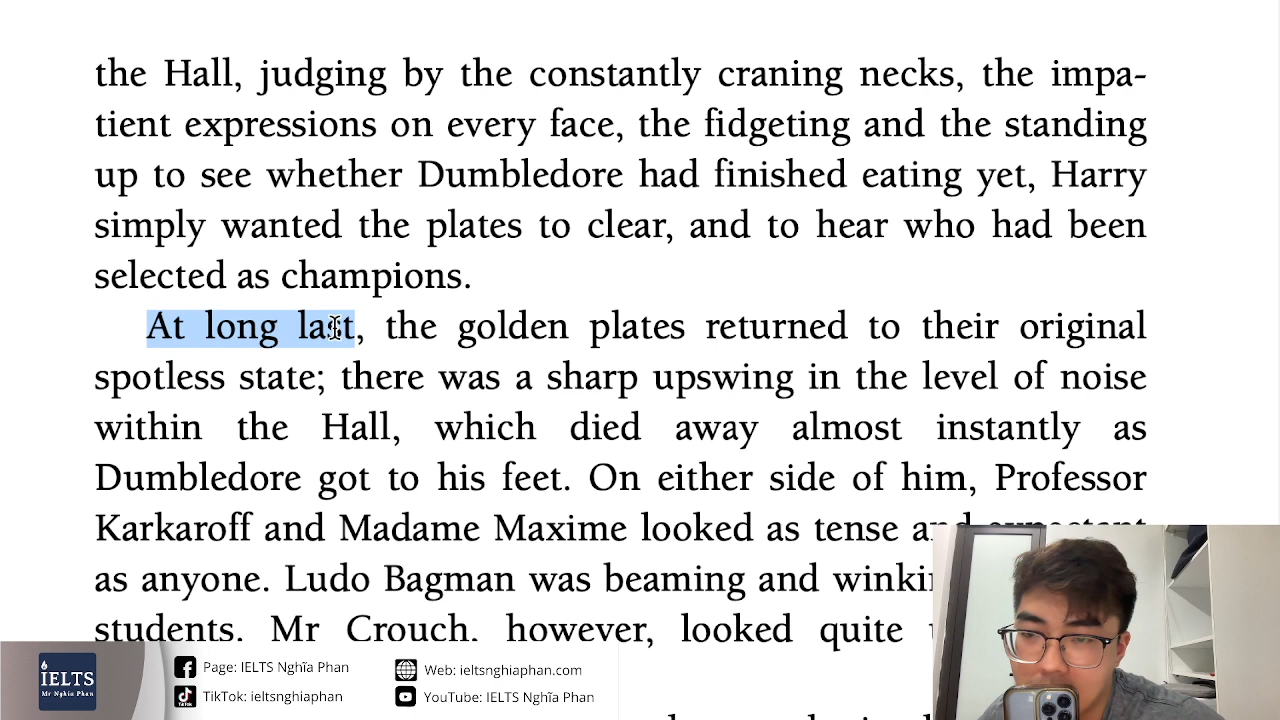 the Hall, judging by the constantly craning necks, the impa-
tient expressions on every face, the fidgeting and the standing
up to see whether Dumbledore had finished eating yet, Harry
simply wanted the plates to clear, and to hear who had been
selected as champions.
At long last, the golden plates returned to their original
spotless state; there was a sharp upswing in the level of noise
within the Hall, which died away almost instantly as
Dumbledore got to his feet. On either side of him, Professor
Karkaroff and Madame Maxime looked as tense and expectant
as anyone. Ludo Bagman was beaming and
students. Mr Crouch, however, looked quite
IELTS
Mr Nghia Phan
Page: IELTS Nghĩa Phan
TikTok: ieltsnghiaphan
Web: ieltsnghiaphan.com
YouTube: IELTS Nghĩa Phan